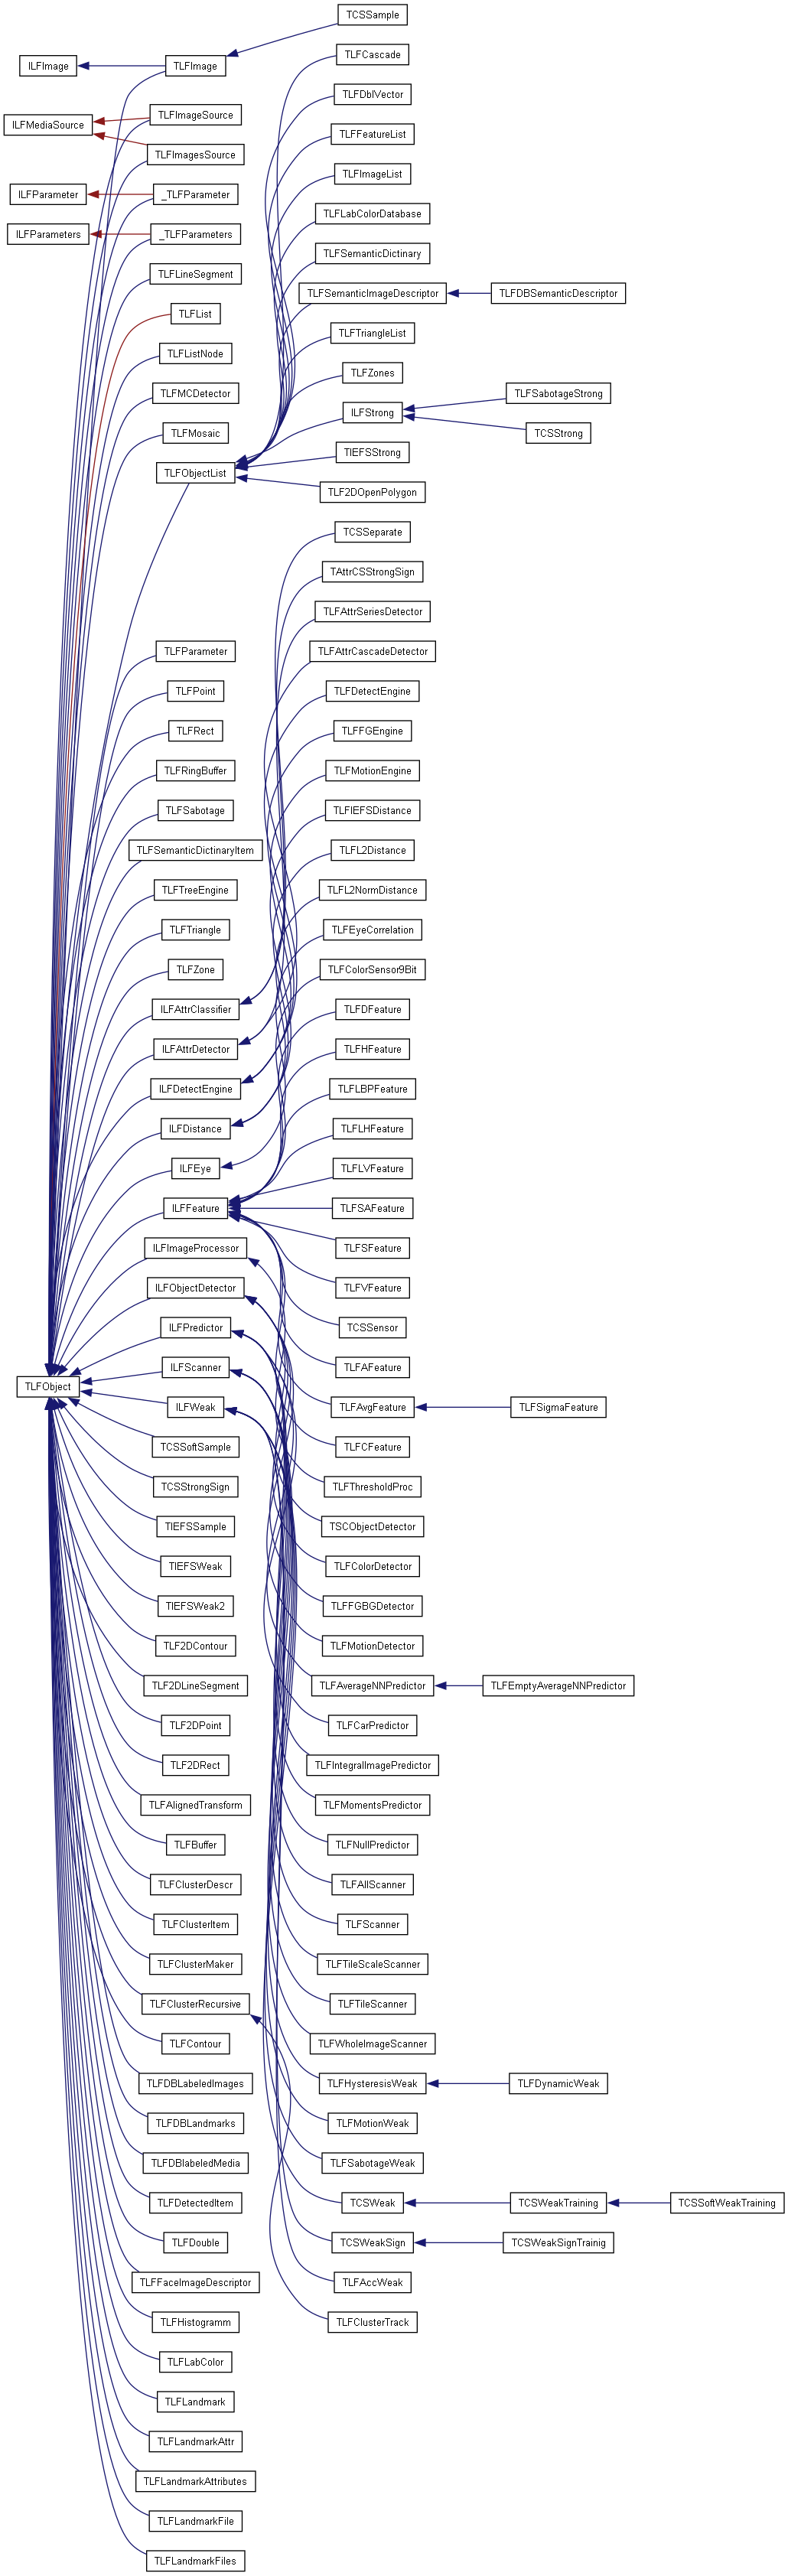 TCSSample
TLFCascade
ILFImage
TLFImage
TLFDblVector
TLFImageSource
ILFMediaSource
TLFFeatureList
TLFImagesSource
TLFImageList
ILFParameter
_TLFParameter
TLFLabColorDatabase
ILFParameters
_TLFParameters
TLFSemanticDictinary
TLFLineSegment
TLFSemanticImageDescriptor
TLFDBSemanticDescriptor
TLFList
TLFTriangleList
TLFListNode
TLFZones
TLFMCDetector
TLFSabotageStrong
ILFStrong
TLFMosaic
TCSStrong
TIEFSStrong
TLFObjectList
TLF2DOpenPolygon
TCSSeparate
TAttrCSStrongSign
TLFAttrSeriesDetector
TLFParameter
TLFAttrCascadeDetector
TLFPoint
TLFDetectEngine
TLFRect
TLFFGEngine
TLFRingBuffer
TLFMotionEngine
TLFSabotage
TLFIEFSDistance
TLFSemanticDictinaryItem
TLFL2Distance
TLFTreeEngine
TLFL2NormDistance
TLFTriangle
TLFEyeCorrelation
TLFZone
TLFColorSensor9Bit
ILFAttrClassifier
TLFDFeature
ILFAttrDetector
TLFHFeature
ILFDetectEngine
TLFLBPFeature
ILFDistance
TLFLHFeature
ILFEye
TLFLVFeature
ILFFeature
TLFSAFeature
ILFImageProcessor
TLFSFeature
ILFObjectDetector
TLFVFeature
ILFPredictor
TCSSensor
ILFScanner
TLFAFeature
TLFObject
ILFWeak
TLFAvgFeature
TLFSigmaFeature
TCSSoftSample
TLFCFeature
TCSStrongSign
TLFThresholdProc
TIEFSSample
TSCObjectDetector
TIEFSWeak
TLFColorDetector
TIEFSWeak2
TLFFGBGDetector
TLF2DContour
TLFMotionDetector
TLF2DLineSegment
TLFAverageNNPredictor
TLFEmptyAverageNNPredictor
TLF2DPoint
TLFCarPredictor
TLF2DRect
TLFIntegralImagePredictor
TLFAlignedTransform
TLFMomentsPredictor
TLFBuffer
TLFNullPredictor
TLFClusterDescr
TLFAllScanner
TLFClusterItem
TLFScanner
TLFClusterMaker
TLFTileScaleScanner
TLFClusterRecursive
TLFTileScanner
TLFContour
TLFWholeImageScanner
TLFDBLabeledImages
TLFHysteresisWeak
TLFDynamicWeak
TLFDBLandmarks
TLFMotionWeak
TLFDBlabeledMedia
TLFSabotageWeak
TLFDetectedItem
TCSWeak
TCSWeakTraining
TCSSoftWeakTraining
TLFDouble
TCSWeakSign
TCSWeakSignTrainig
TLFFaceImageDescriptor
TLFAccWeak
TLFHistogramm
TLFClusterTrack
TLFLabColor
TLFLandmark
TLFLandmarkAttr
TLFLandmarkAttributes
TLFLandmarkFile
TLFLandmarkFiles